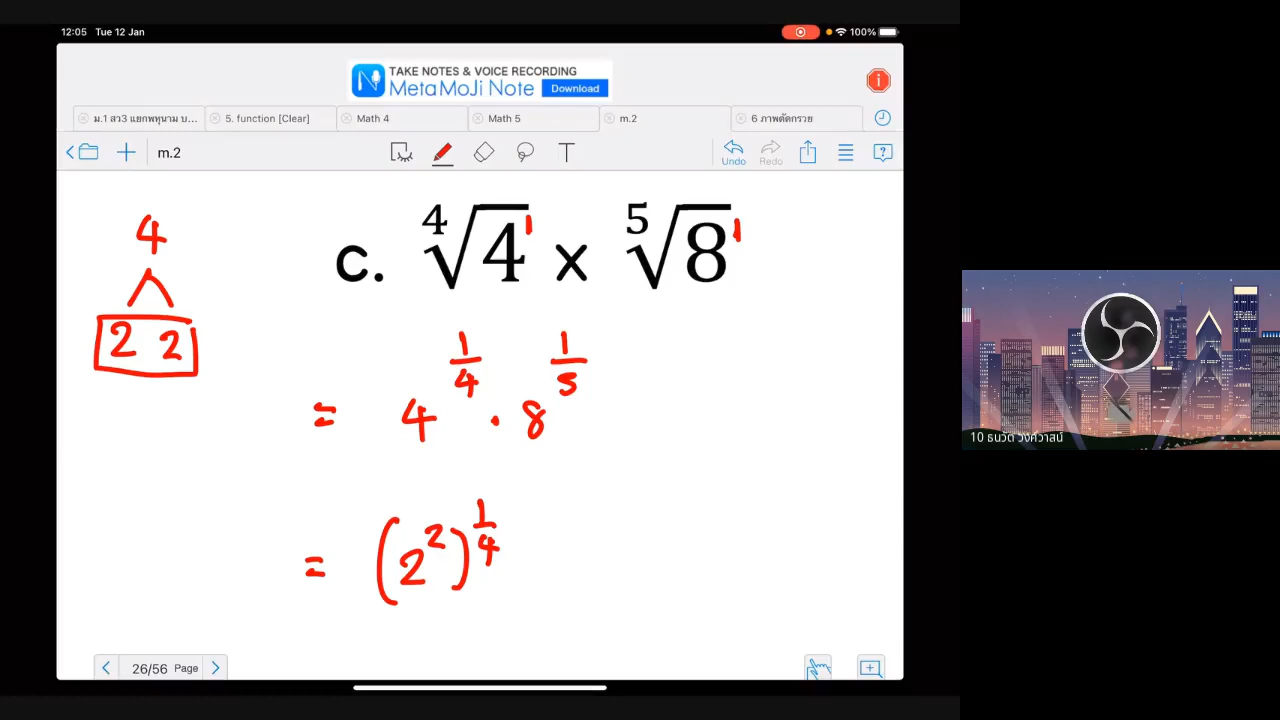 12:05 Tue 12 Jan 100%
TAKE NOTES & VOICE RECORDING
MetaMoJi Note Download
ม.1 สว3 แยกพหุนาม บ... 5. function [Clear] Math 4 Math 5 m.2 6 ภาพตัดกรวย
m.2 T Undo Redo
4
2 2
c. ∜4¹ x ⁵√8¹
= 4^(1/4) · 8^(1/5)
= (2²)^(1/4)
26/56 Page
10 ธนวัต วงศ์วาสน์